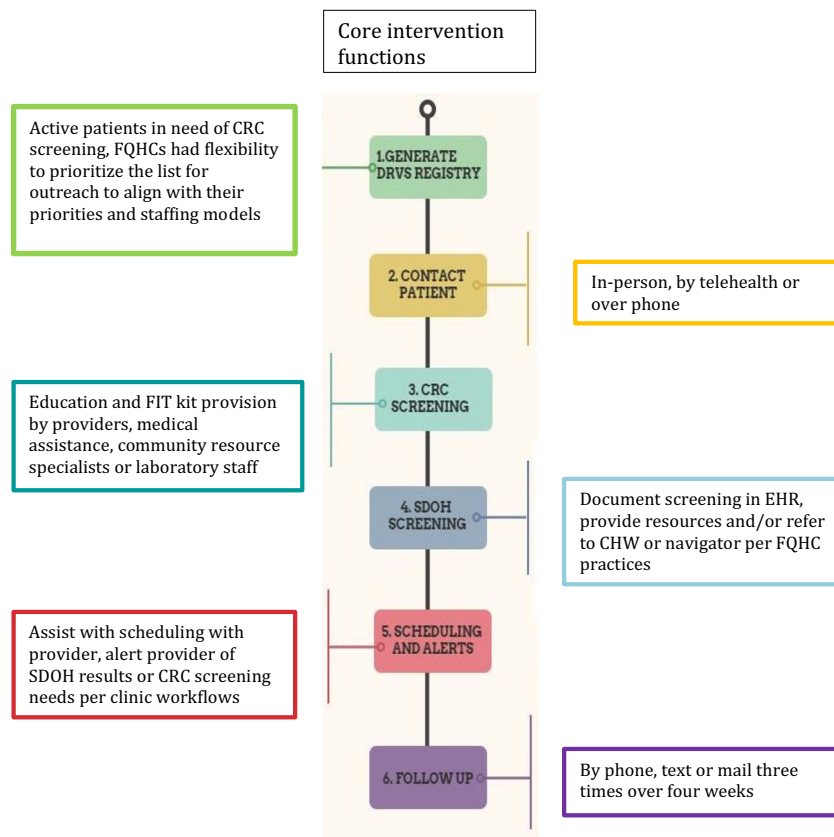 Core intervention
functions
Active patients in need of CRC
screening, FQHCs had flexibility
to prioritize the list for
outreach to align with their
priorities and staffing models
1.GENERATE
DRVS REGISTRY
2. CONTACT
PATIENT
In-person, by telehealth or
over phone
3. CRC
SCREENING
Education and FIT kit provision
by providers, medical
assistance, community resource
specialists or laboratory staff
4. SDOH
SCREENING
Document screening in EHR,
provide resources and/or refer
to CHW or navigator per FQHC
practices
5. SCHEDULING
AND ALERTS
Assist with scheduling with
provider, alert provider of
SDOH results or CRC screening
needs per clinic workflows
6. FOLLOW UP
By phone, text or mail three
times over four weeks